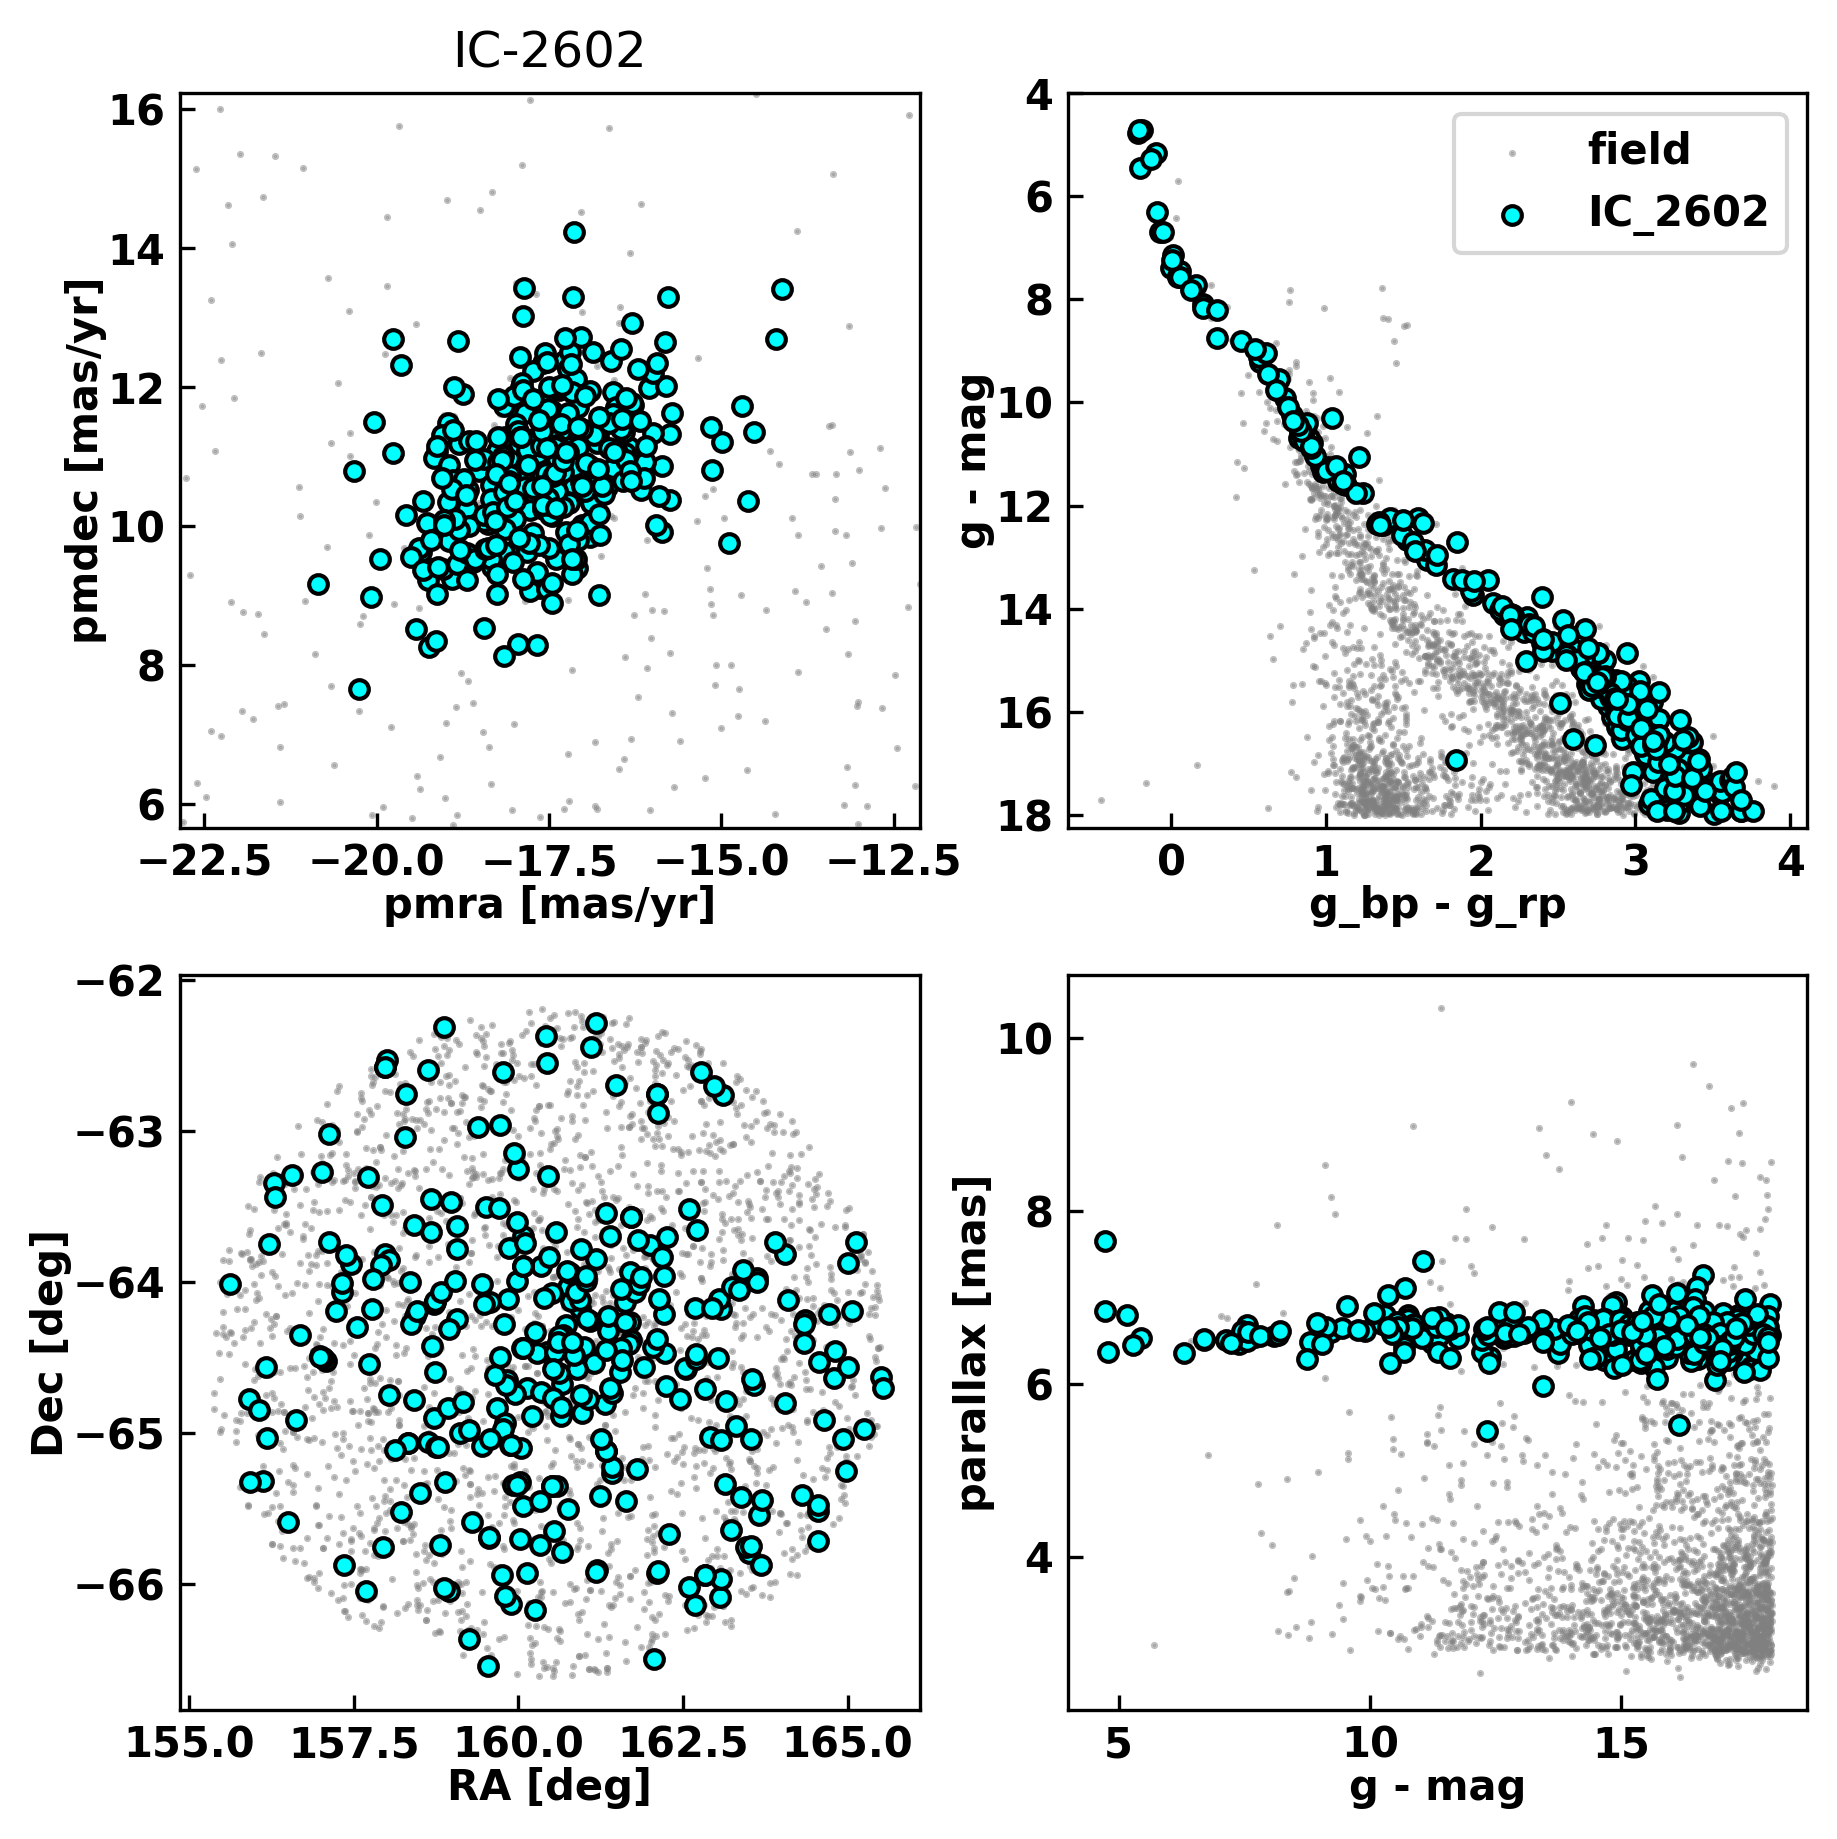 IC-2602
16
14
12
10
8
6
pmdec [mas/yr]
−22.5 −20.0 −17.5 −15.0 −12.5
pmra [mas/yr]
4
6
8
10
12
14
16
18
g - mag
field
IC_2602
0 1 2 3 4
g_bp - g_rp
−62
−63
−64
−65
−66
Dec [deg]
155.0 157.5 160.0 162.5 165.0
RA [deg]
10
8
6
4
parallax [mas]
5 10 15
g - mag